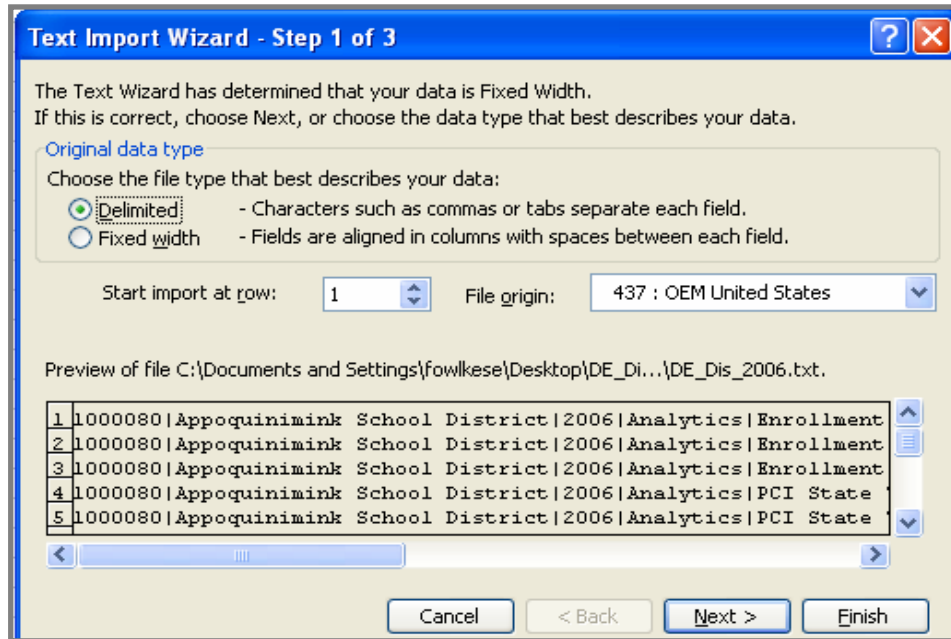 Text Import Wizard - Step 1 of 3
The Text Wizard has determined that your data is Fixed Width.
If this is correct, choose Next, or choose the data type that best describes your data.
Original data type
Choose the file type that best describes your data:
Delimited - Characters such as commas or tabs separate each field.
Fixed width - Fields are aligned in columns with spaces between each field.
Start import at row: 1 File origin: 437 : OEM United States
Preview of file C:\Documents and Settings\fowlkese\Desktop\DE_Di...\DE_Dis_2006.txt.
1 1000080|Appoquinimink School District|2006|Analytics|Enrollment
2 1000080|Appoquinimink School District|2006|Analytics|Enrollment
3 1000080|Appoquinimink School District|2006|Analytics|Enrollment
4 1000080|Appoquinimink School District|2006|Analytics|PCI State
5 1000080|Appoquinimink School District|2006|Analytics|PCI State
Cancel < Back Next > Finish